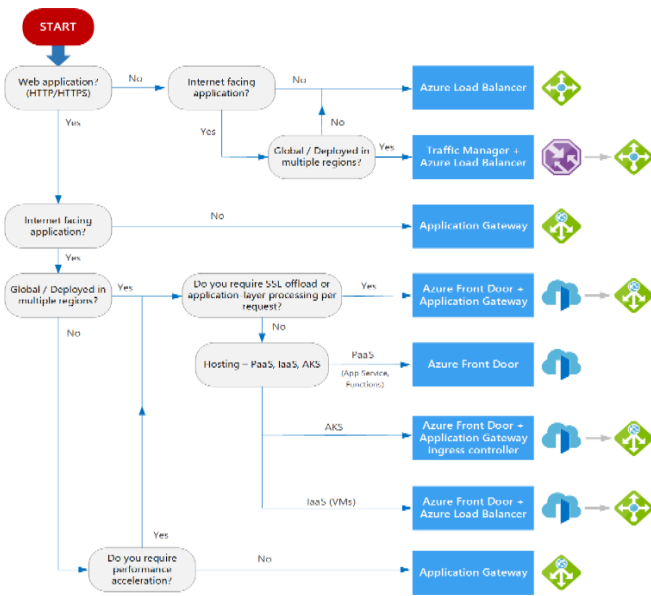 START
Web application?
(HTTP/HTTPS)
No
Internet facing
application?
No
Azure Load Balancer
Yes
Yes
No
Global / Deployed in
multiple regions?
Yes
Traffic Manager +
Azure Load Balancer
Internet facing
application?
No
Application Gateway
Yes
Global / Deployed in
multiple regions?
Yes
Do you require SSL offload or
application-layer processing per
request?
Yes
Azure Front Door +
Application Gateway
No
No
Hosting – PaaS, IaaS, AKS
PaaS
(App Service,
Functions)
Azure Front Door
AKS
Azure Front Door +
Application Gateway
ingress controller
IaaS (VMs)
Azure Front Door +
Azure Load Balancer
Yes
Do you require
performance
acceleration?
No
Application Gateway